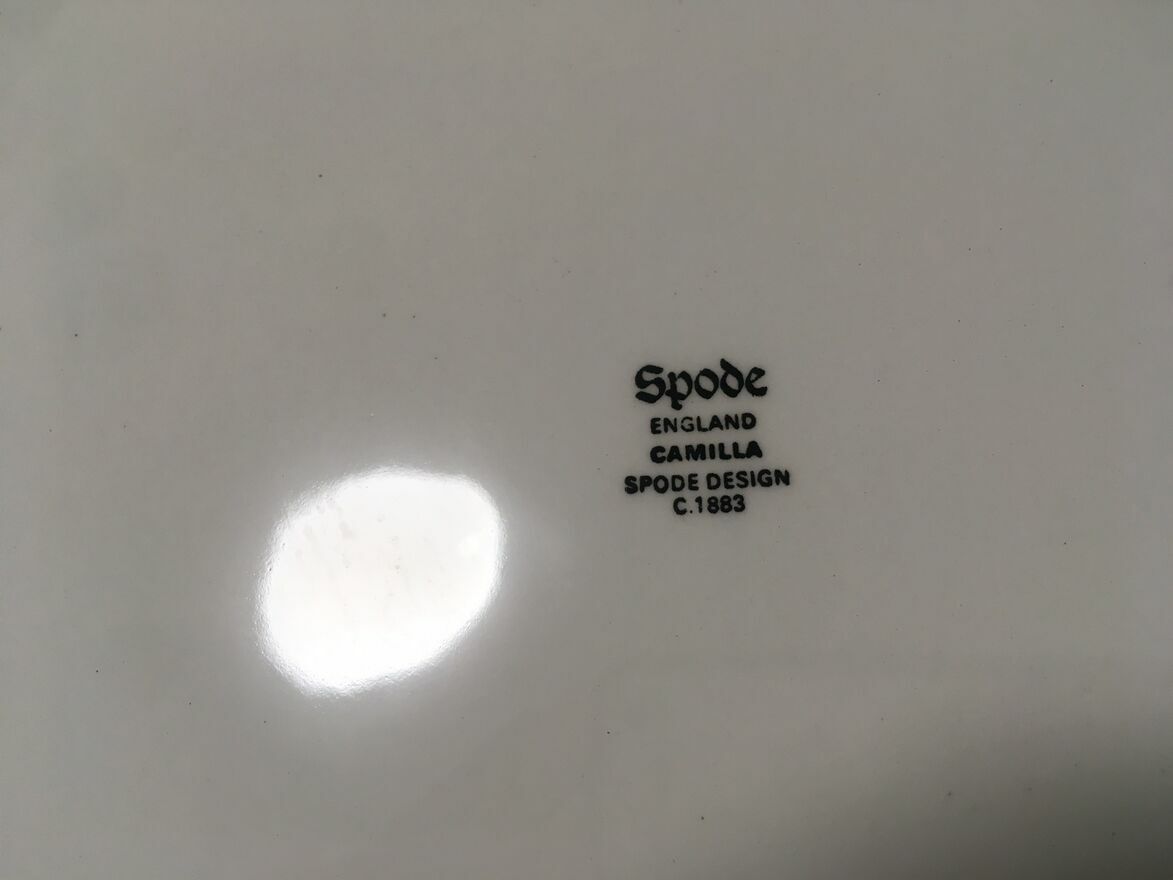 Spode
ENGLAND
CAMILLA
SPODE DESIGN
C.1883